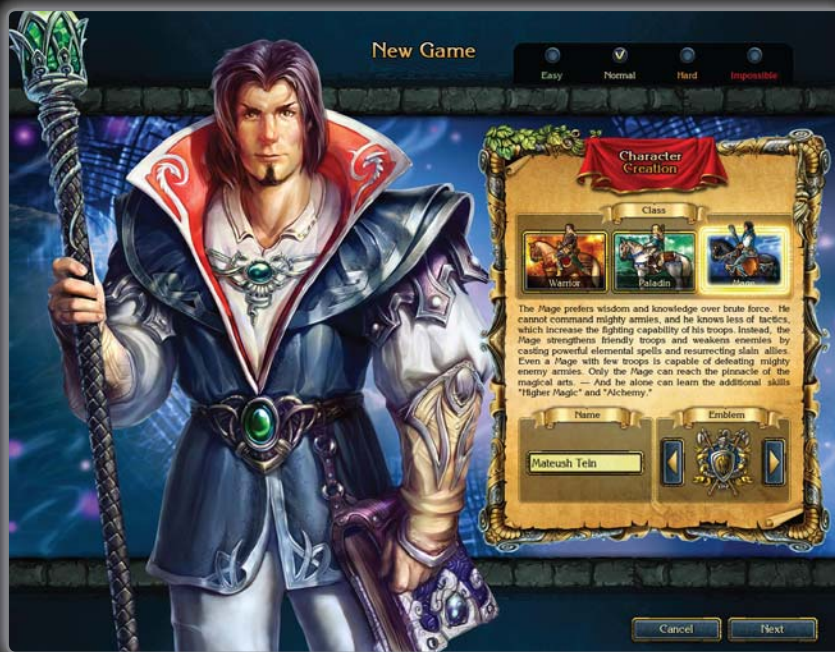 New Game
Easy
Normal
Hard
Impossible
Character
Creation
Class
Warrior
Paladin
Mage
The Mage prefers wisdom and knowledge over brute force. He
cannot command mighty armies, and he knows less of tactics,
which increase the fighting capability of his troops. Instead, the
Mage strengthens friendly troops and weakens enemies by
casting powerful elemental spells and resurrecting slain allies.
Even a Mage with few troops is capable of defeating mighty
enemy armies. Only the Mage can reach the pinnacle of the
magical arts. — And he alone can learn the additional skills
"Higher Magic" and "Alchemy."
Name
Emblem
Mateush Tein
Cancel
Next